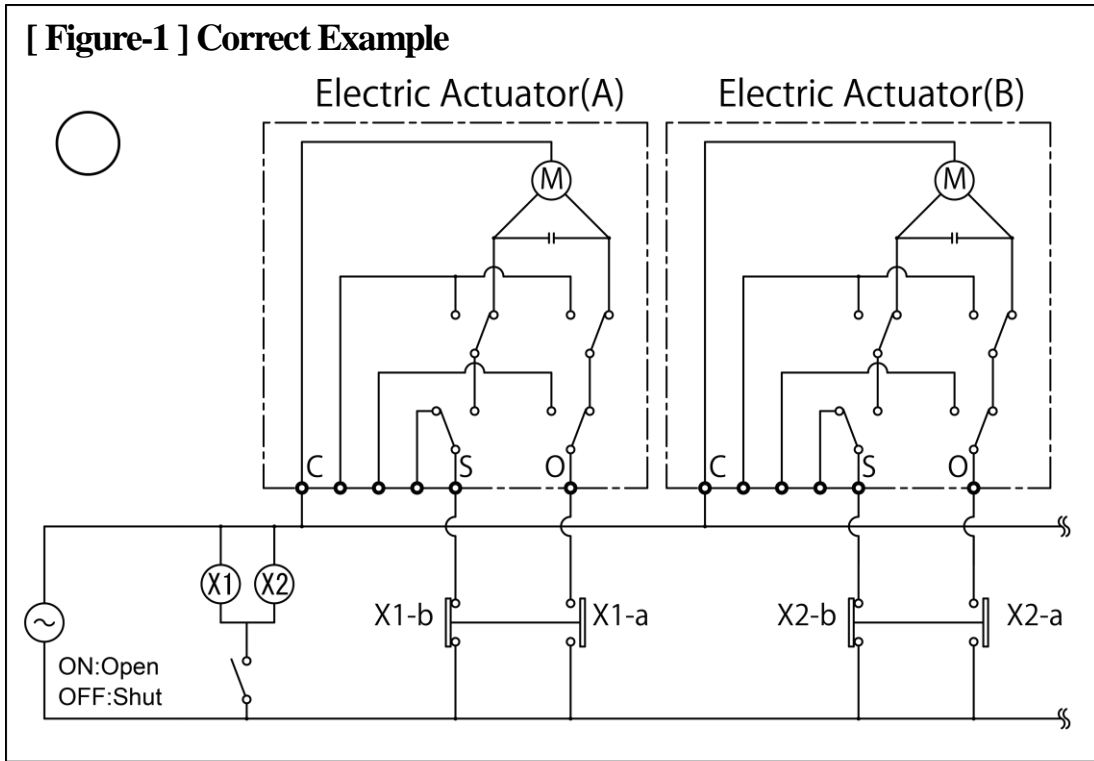 [ Figure-1 ] Correct Example
Electric Actuator(A)
Electric Actuator(B)
M
M
C
S
O
C
S
O
X1
X2
X1-b
X1-a
X2-b
X2-a
ON:Open
OFF:Shut